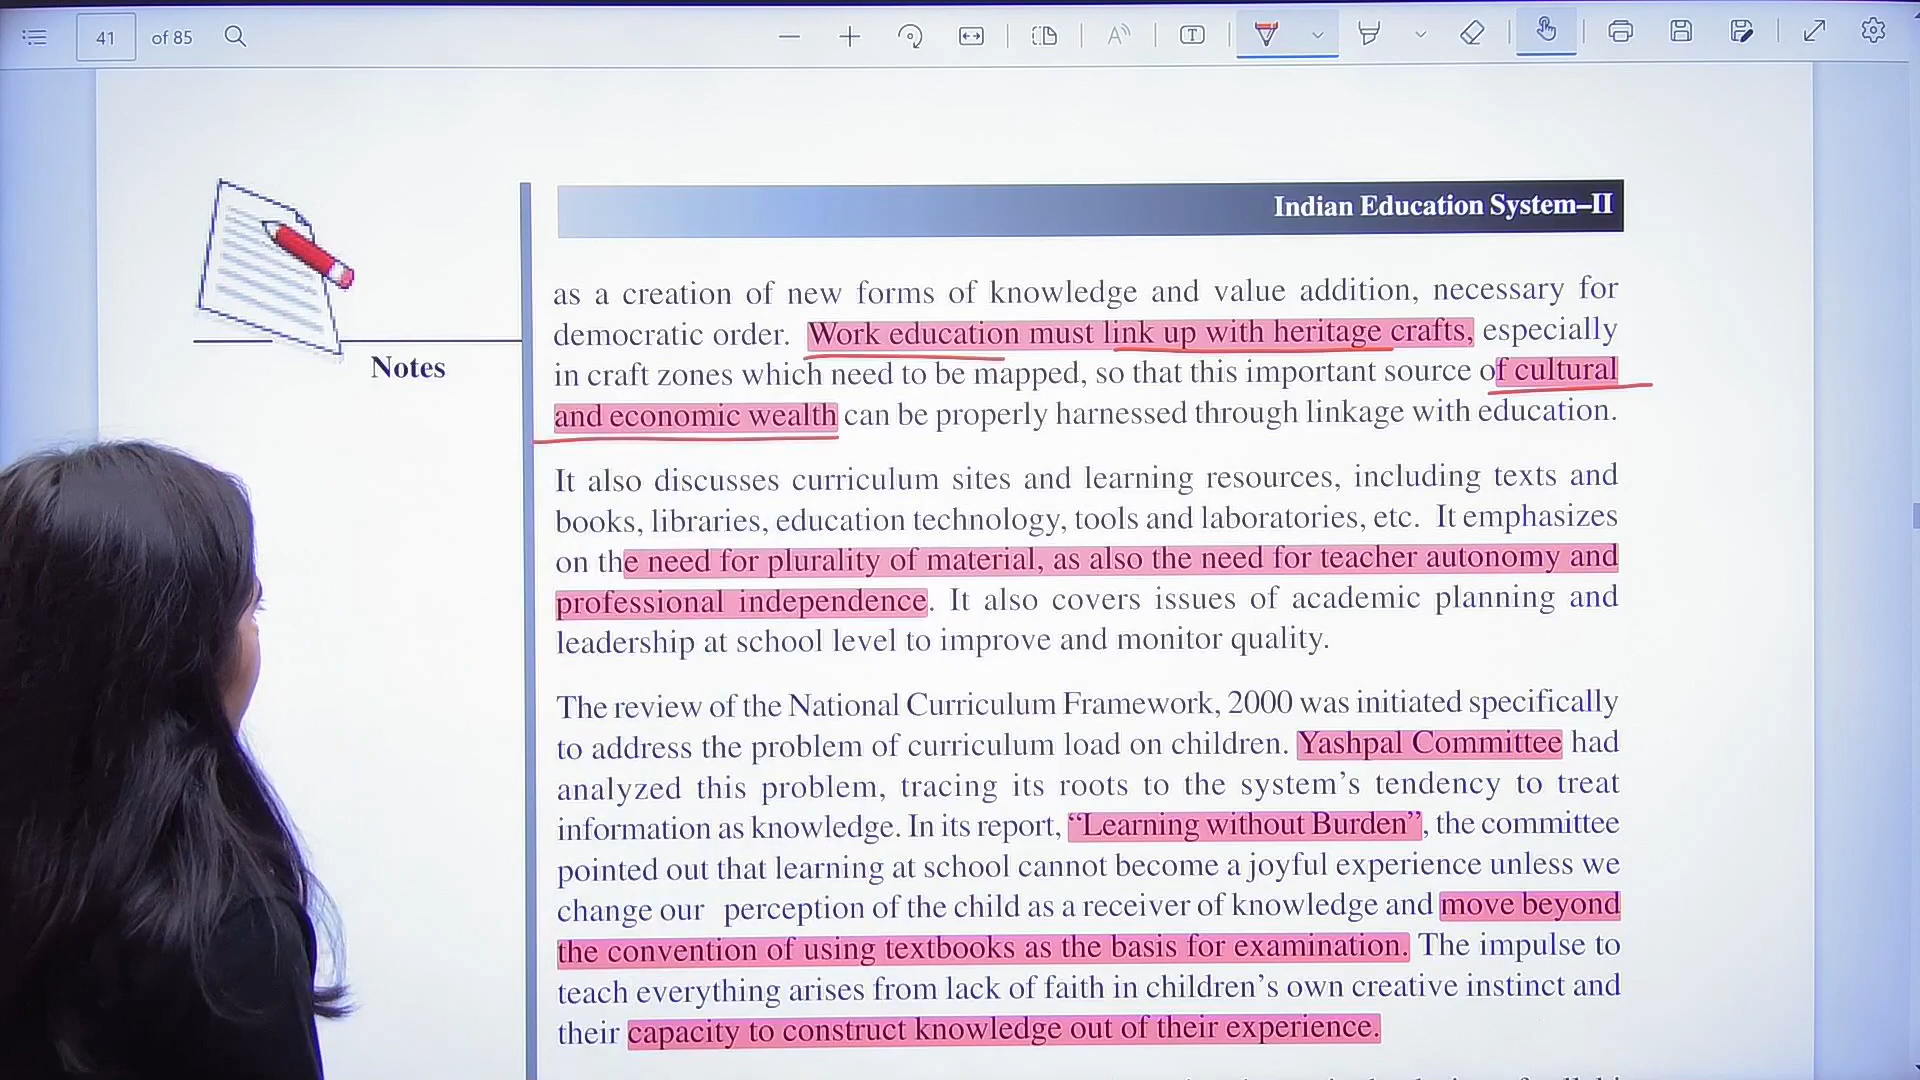 41 of 85
Indian Education System–II
Notes
as a creation of new forms of knowledge and value addition, necessary for
democratic order. Work education must link up with heritage crafts, especially
in craft zones which need to be mapped, so that this important source of cultural
and economic wealth can be properly harnessed through linkage with education.
It also discusses curriculum sites and learning resources, including texts and
books, libraries, education technology, tools and laboratories, etc. It emphasizes
on the need for plurality of material, as also the need for teacher autonomy and
professional independence. It also covers issues of academic planning and
leadership at school level to improve and monitor quality.
The review of the National Curriculum Framework, 2000 was initiated specifically
to address the problem of curriculum load on children. Yashpal Committee had
analyzed this problem, tracing its roots to the system's tendency to treat
information as knowledge. In its report, “Learning without Burden”, the committee
pointed out that learning at school cannot become a joyful experience unless we
change our perception of the child as a receiver of knowledge and move beyond
the convention of using textbooks as the basis for examination. The impulse to
teach everything arises from lack of faith in children's own creative instinct and
their capacity to construct knowledge out of their experience.